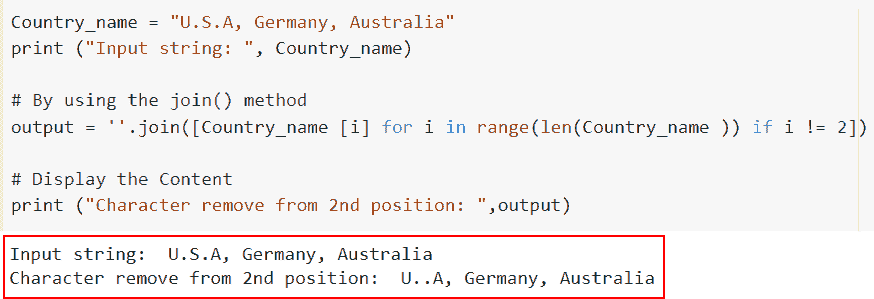 Country_name = "U.S.A, Germany, Australia"
print ("Input string: ", Country_name)
# By using the join() method
output = ''.join([Country_name [i] for i in range(len(Country_name )) if i != 2])
# Display the Content
print ("Character remove from 2nd position: ",output)
Input string:  U.S.A, Germany, Australia
Character remove from 2nd position:  U..A, Germany, Australia